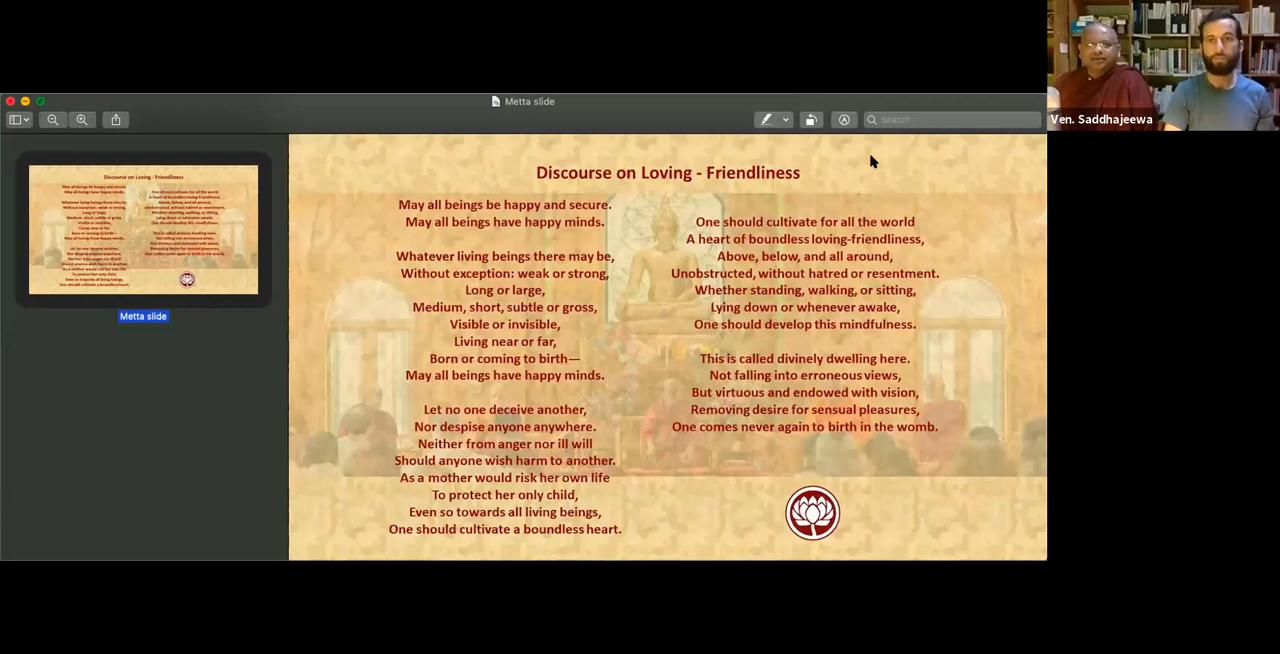 Metta slide
Search
Ven. Saddhajeewa
Metta slide
Discourse on Loving - Friendliness
May all beings be happy and secure.
May all beings have happy minds.
Whatever living beings there may be,
Without exception: weak or strong,
Long or large,
Medium, short, subtle or gross,
Visible or invisible,
Living near or far,
Born or coming to birth—
May all beings have happy minds.
Let no one deceive another,
Nor despise anyone anywhere.
Neither from anger nor ill will
Should anyone wish harm to another.
As a mother would risk her own life
To protect her only child,
Even so towards all living beings,
One should cultivate a boundless heart.
One should cultivate for all the world
A heart of boundless loving-friendliness,
Above, below, and all around,
Unobstructed, without hatred or resentment.
Whether standing, walking, or sitting,
Lying down or whenever awake,
One should develop this mindfulness.
This is called divinely dwelling here.
Not falling into erroneous views,
But virtuous and endowed with vision,
Removing desire for sensual pleasures,
One comes never again to birth in the womb.